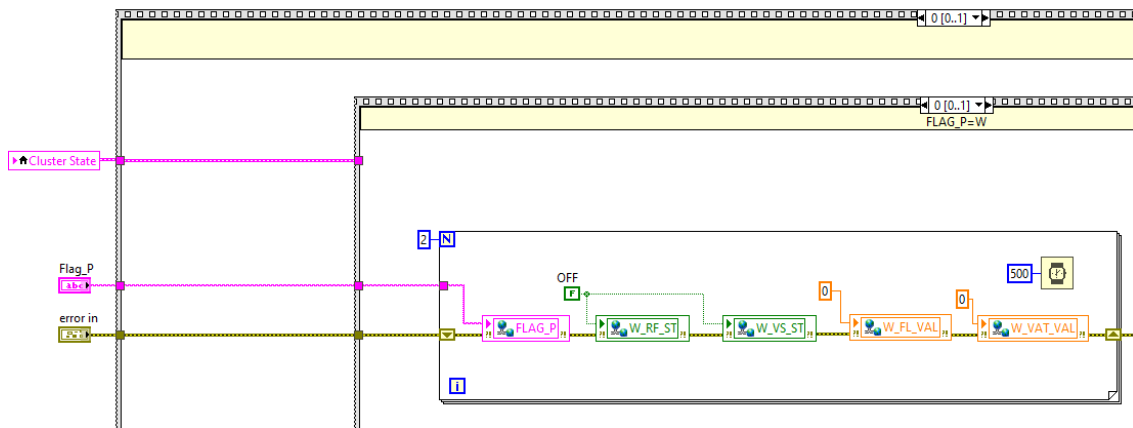 0 [0..1]
0 [0..1]
FLAG_P=W
Cluster State
2 N
Flag_P
abc
OFF
500
F
0
0
error in
FLAG_P
W_RF_ST
W_VS_ST
W_FL_VAL
W_VAT_VAL
i